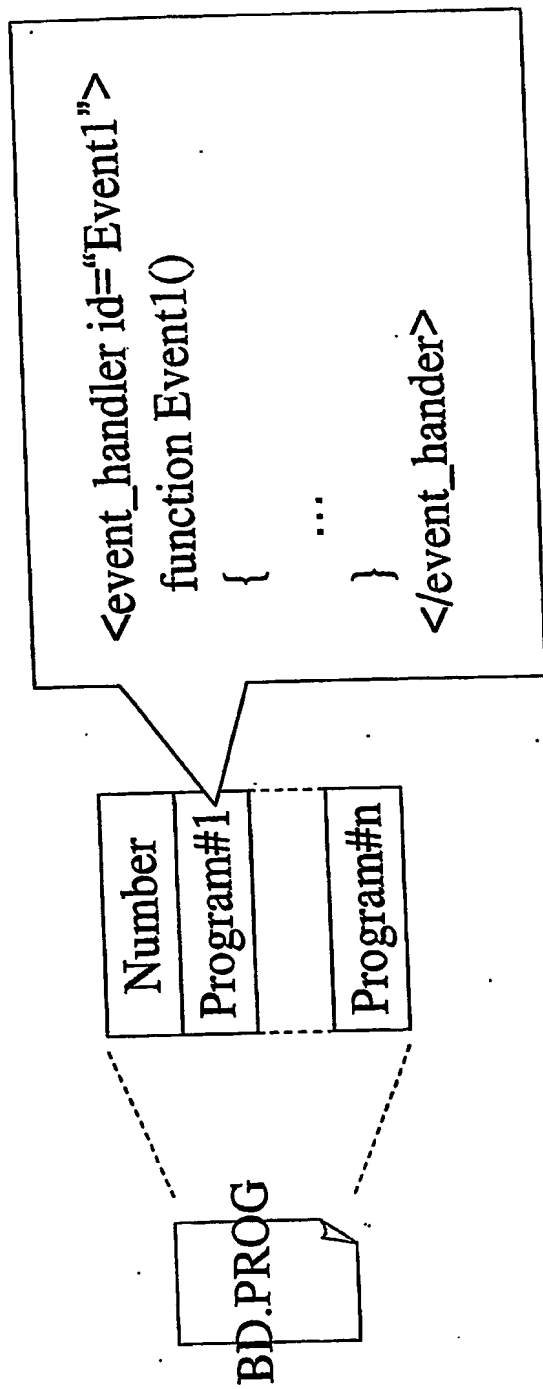 BD.PROG
Number
Program#1
Program#n
<event_handler id=“Event1”>
function Event1()
{
...
}
</event_hander>